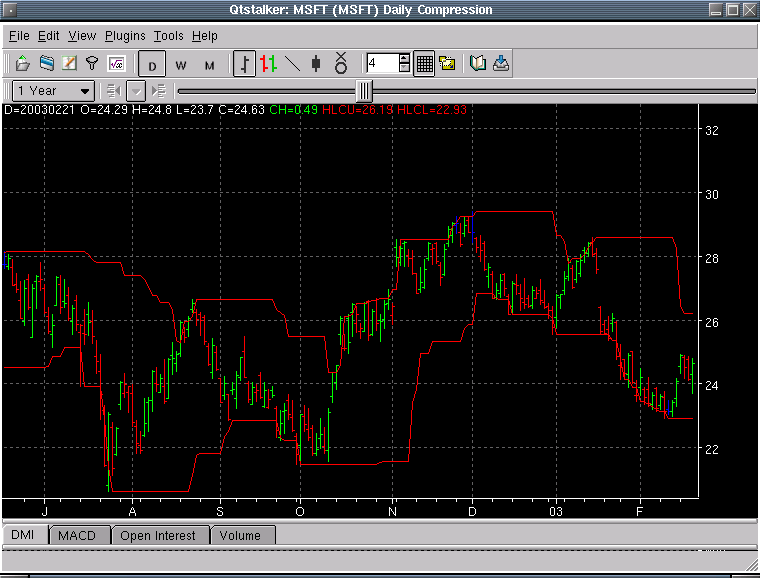 Qtstalker: MSFT (MSFT) Daily Compression
File Edit View Plugins Tools Help
D W M 4
1 Year
D=20030221 O=24.29 H=24.8 L=23.7 C=24.63 CH=0.49 HLCU=26.19 HLCL=22.93
32
30
28
26
24
22
J A S O N D 03 F
DMI MACD Open Interest Volume